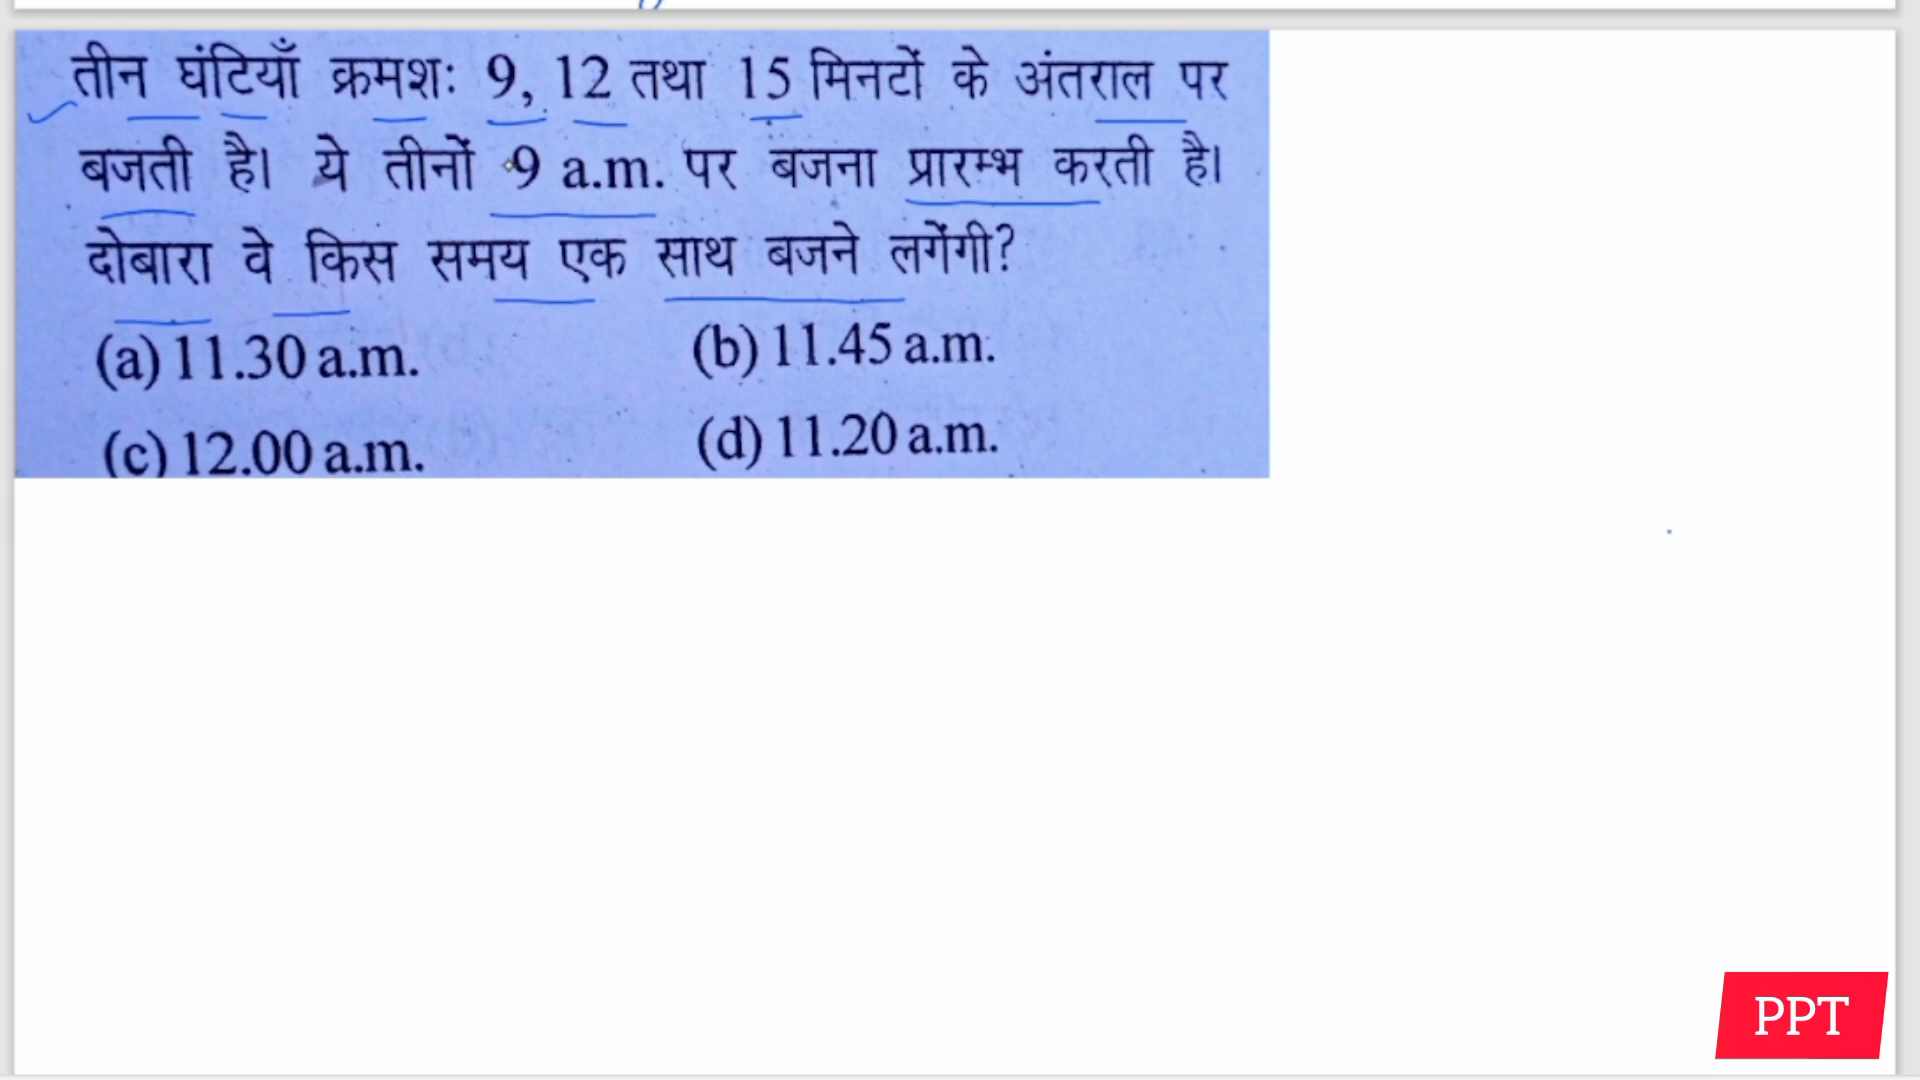 तीन घंटियाँ क्रमशः 9, 12 तथा 15 मिनटों के अंतराल पर
बजती है। ये तीनों 9 a.m. पर बजना प्रारम्भ करती है।
दोबारा वे किस समय एक साथ बजने लगेंगी?
(a) 11.30 a.m. (b) 11.45 a.m.
(c) 12.00 a.m. (d) 11.20 a.m.
PPT